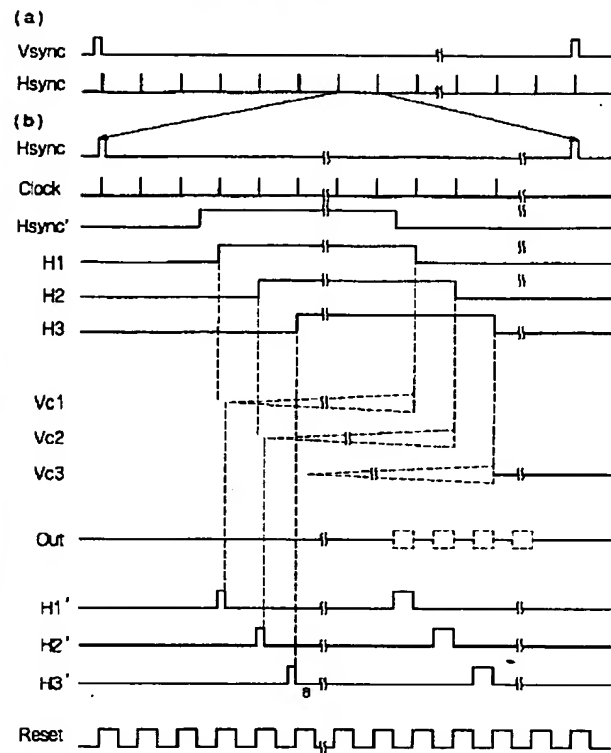 (a)
Vsync
Hsync
(b)
Hsync
Clock
Hsync'
H1
H2
H3
Vc1
Vc2
Vc3
Out
H1'
H2'
H3'
Reset